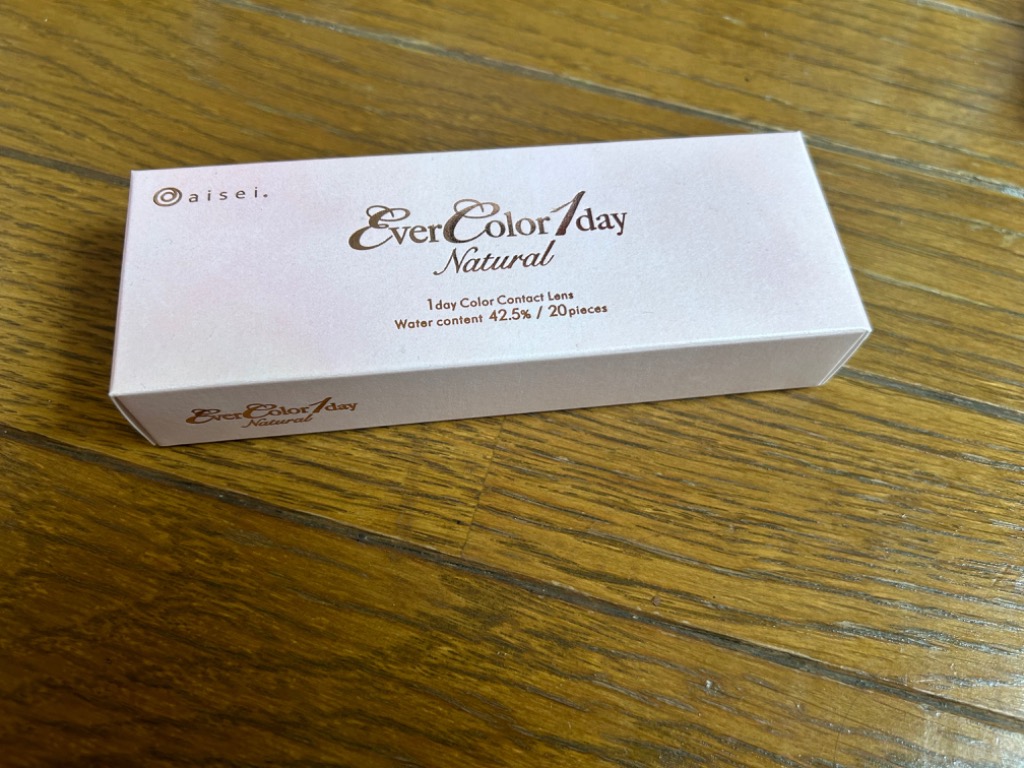 aisei.
EverColor1day
Natural
1day Color Contact Lens
Water content 42.5% / 20pieces
EverColor1day
Natural